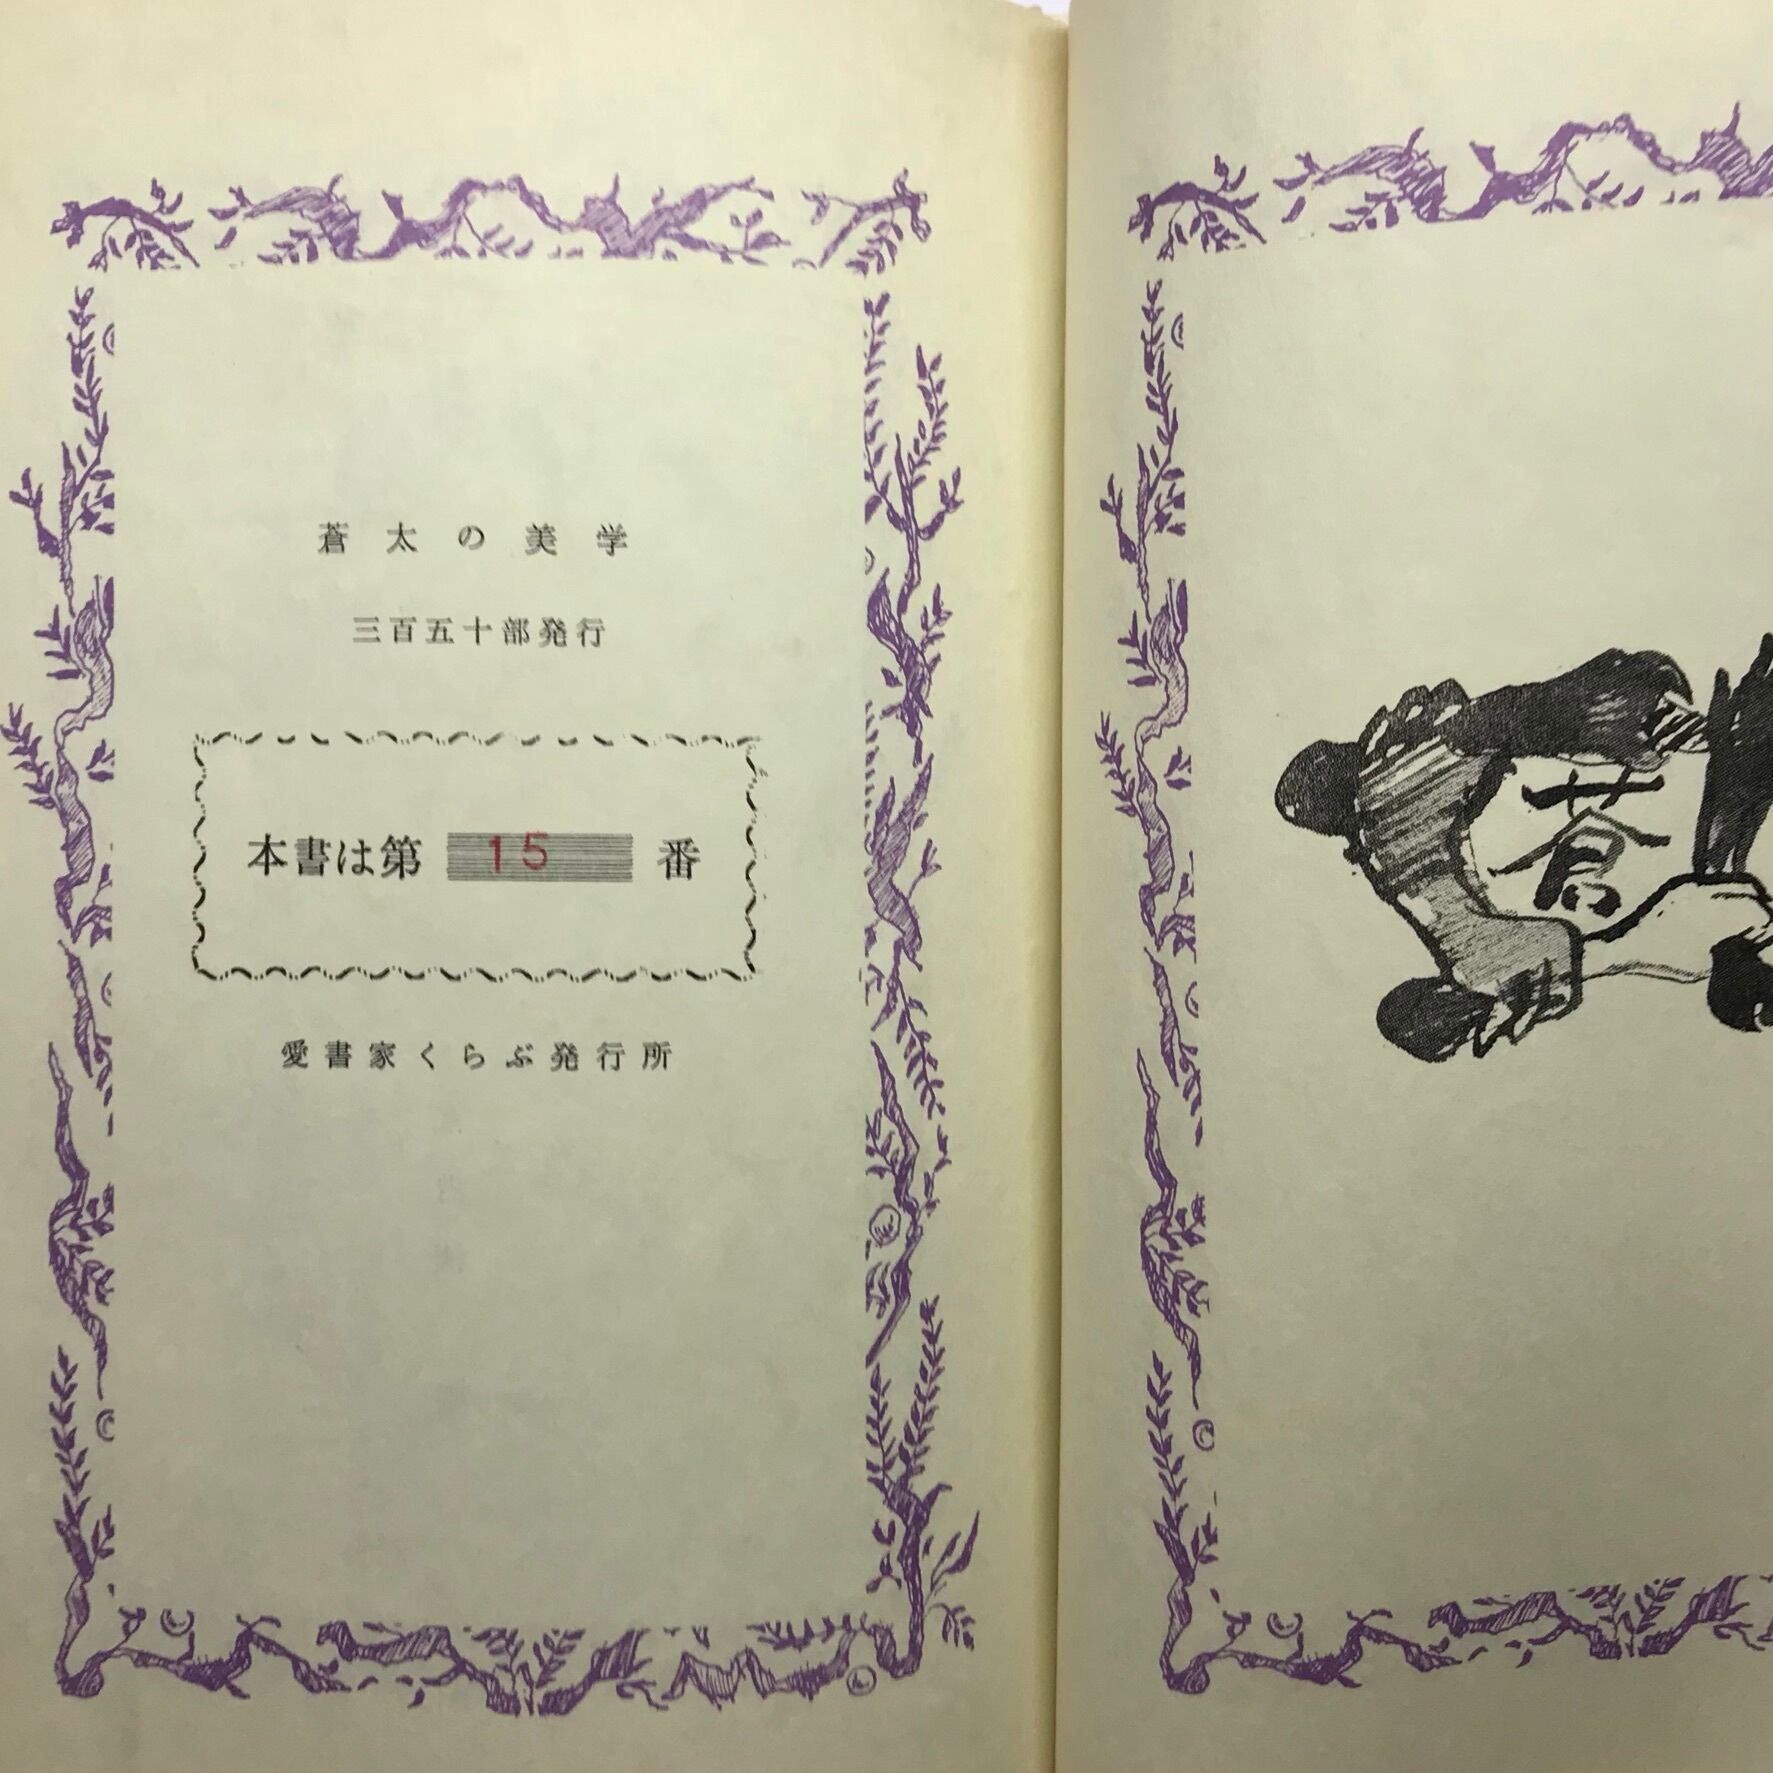 蒼太の美学
三百五十部発行
本書は第 15 番
愛書家くらぶ発行所
蒼